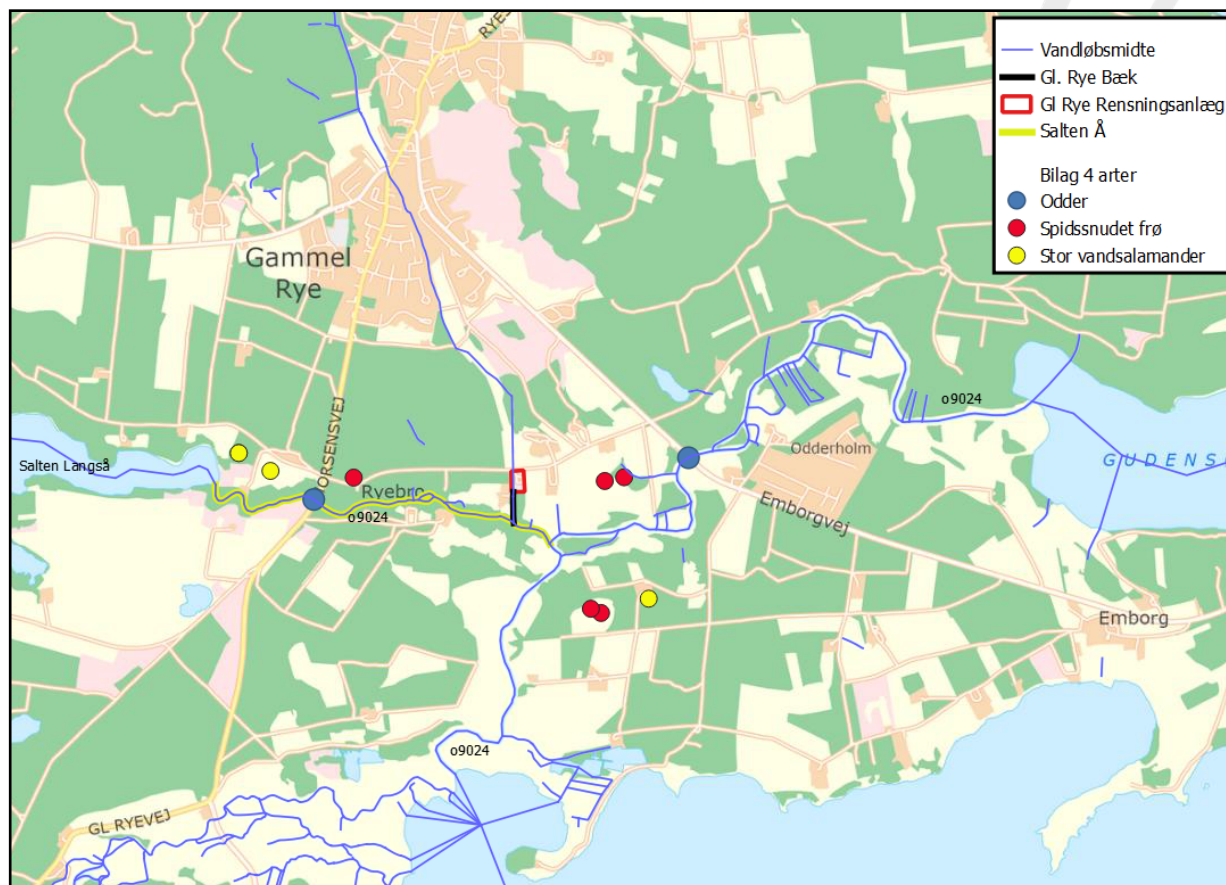 RYES
Vandløbsmidte
Gl. Rye Bæk
Gl Rye Rensningsanlæg
Salten Å
Bilag 4 arter
Odder
Spidssnudet frø
Stor vandsalamander
Gammel
Rye
ORSENSVEJ
o9024
Odderholm
GUDENS
Salten Langsø
Ryebro
o9024
Emborgvej
Emborg
o9024
GL RYEVEJ